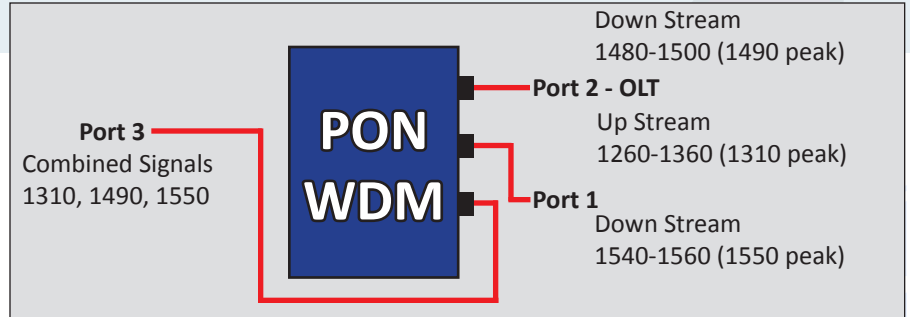 Down Stream
1480-1500 (1490 peak)
Port 2 - OLT
Up Stream
1260-1360 (1310 peak)
Port 1
Down Stream
1540-1560 (1550 peak)
PON
WDM
Port 3
Combined Signals
1310, 1490, 1550